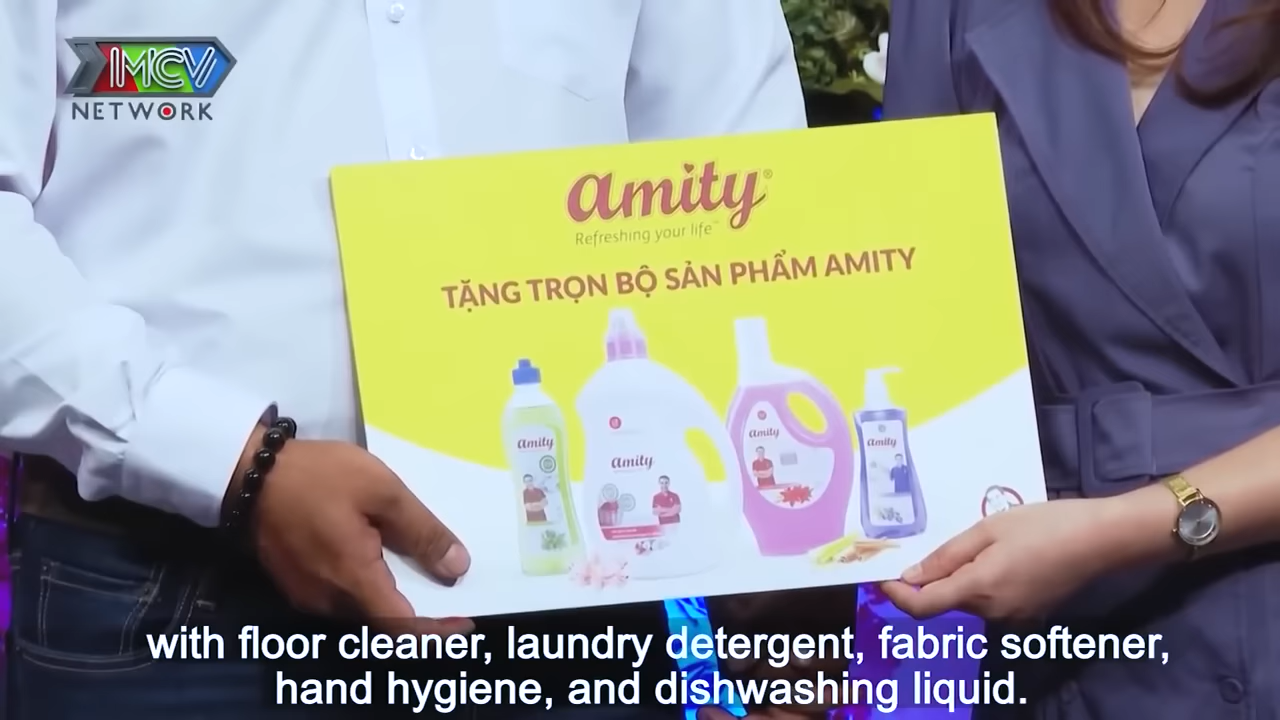 MCV
NETWORK
amity®
Refreshing your life™
TẶNG TRỌN BỘ SẢN PHẨM AMITY
amity
amity
amity
amity
with floor cleaner, laundry detergent, fabric softener,
hand hygiene, and dishwashing liquid.